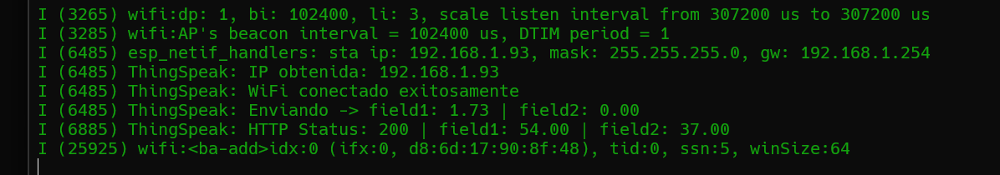 I (3265) wifi:dp: 1, bi: 102400, li: 3, scale listen interval from 307200 us to 307200 us
I (3285) wifi:AP's beacon interval = 102400 us, DTIM period = 1
I (6485) esp_netif_handlers: sta ip: 192.168.1.93, mask: 255.255.255.0, gw: 192.168.1.254
I (6485) ThingSpeak: IP obtenida: 192.168.1.93
I (6485) ThingSpeak: WiFi conectado exitosamente
I (6485) ThingSpeak: Enviando -> field1: 1.73 | field2: 0.00
I (6885) ThingSpeak: HTTP Status: 200 | field1: 54.00 | field2: 37.00
I (25925) wifi:<ba-add>idx:0 (ifx:0, d8:6d:17:90:8f:48), tid:0, ssn:5, winSize:64